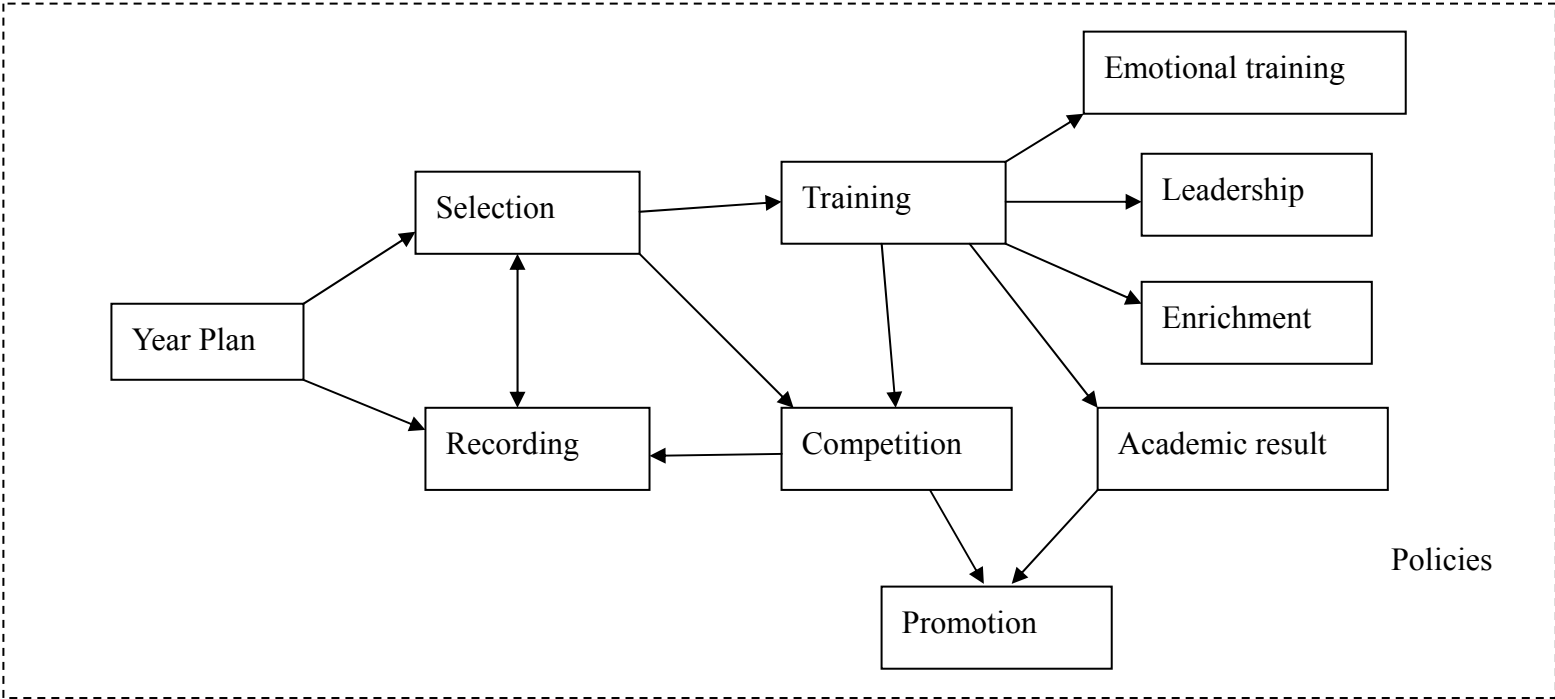 Emotional training
Leadership
Selection
Training
Enrichment
Year Plan
Recording
Competition
Academic result
Policies
Promotion